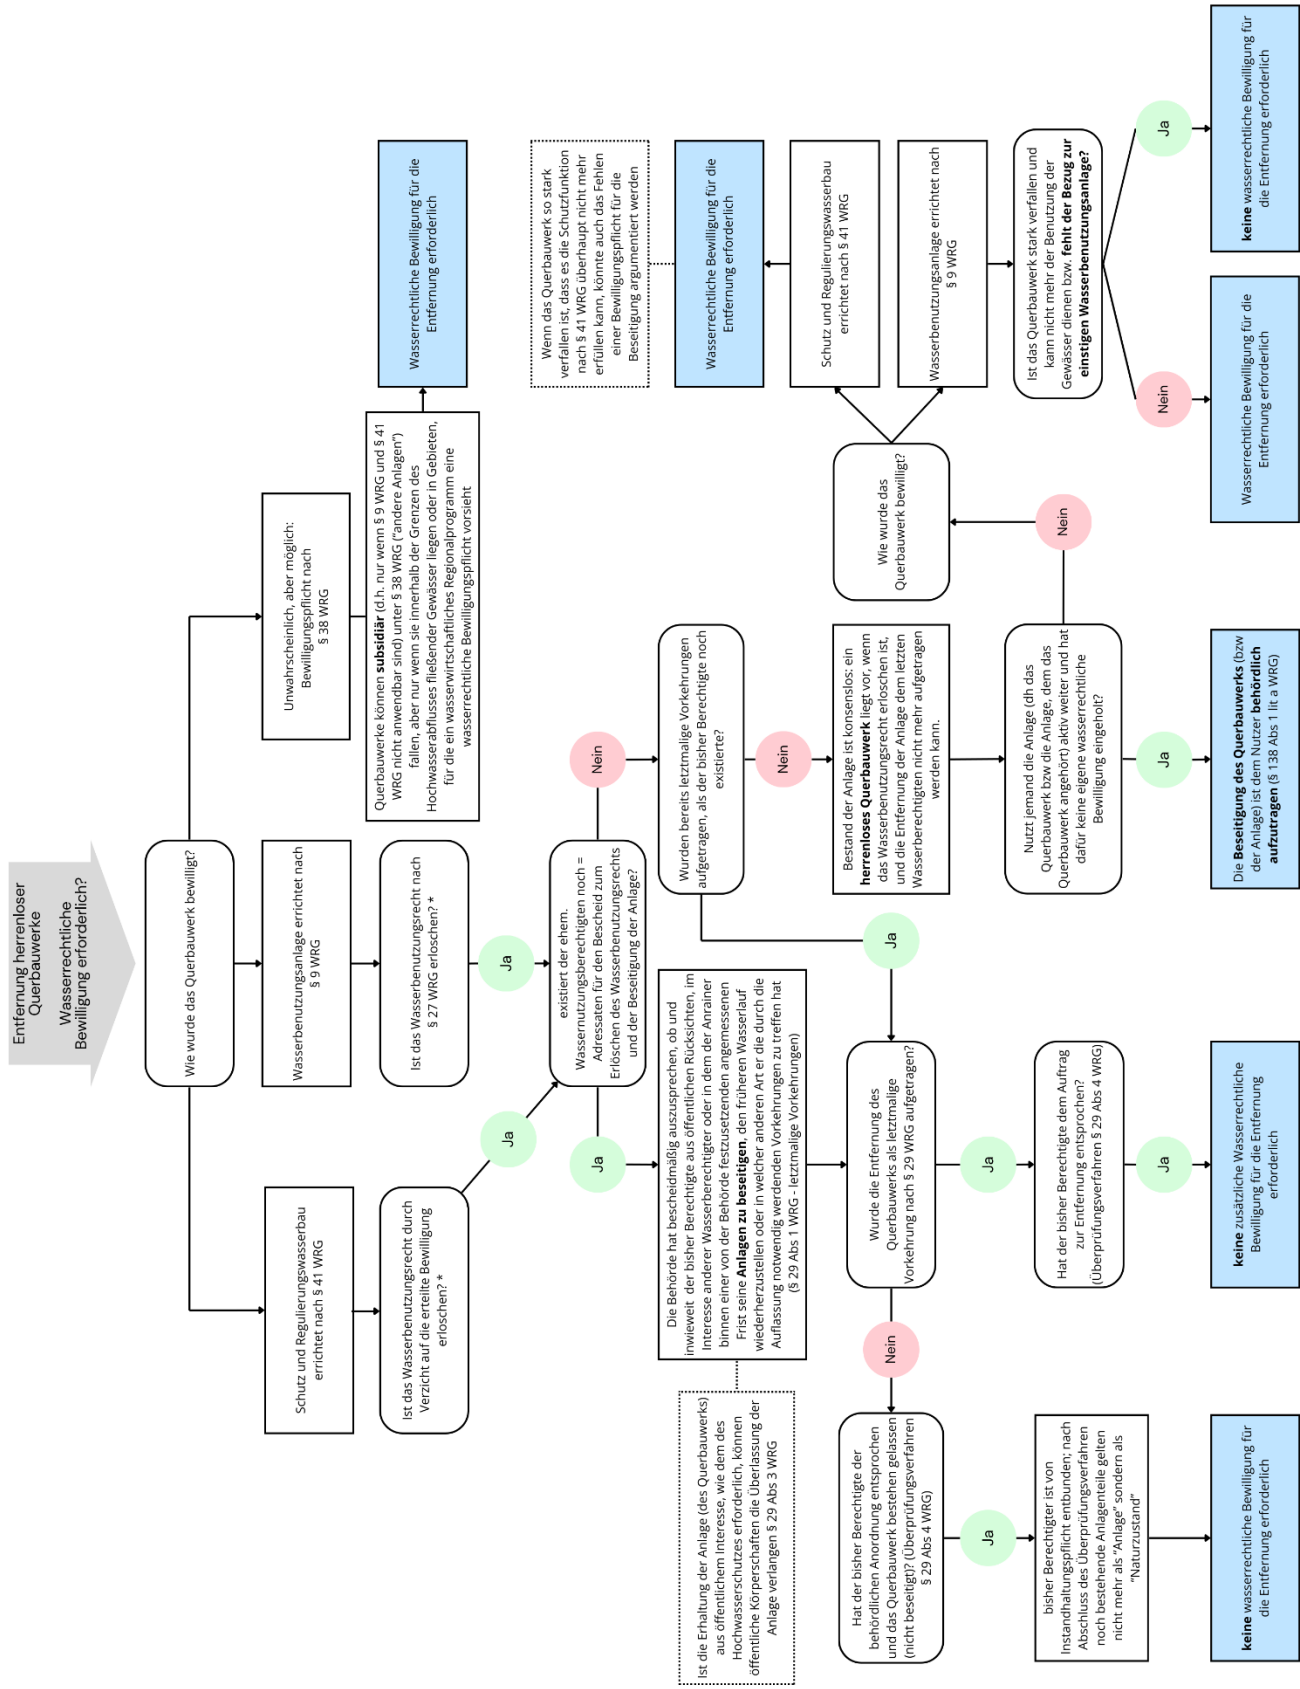 Entfernung herrenloser
Querbauwerke
Wasserrechtliche
Bewilligung erforderlich?
Wie wurde das Querbauwerk bewilligt?
Schutz und Regulierungswasserbau
errichtet nach § 41 WRG
Wasserbenutzungsanlage errichtet nach
§ 9 WRG
Unwahrscheinlich, aber möglich:
Bewilligungspflicht nach
§ 38 WRG
Ist das Wasserbenutzungsrecht durch
Verzicht auf die erteilte Bewilligung
erloschen? *
Ist das Wasserbenutzungsrecht nach
§ 27 WRG erloschen? *
Querbauwerke können subsidiär (d.h. nur wenn § 9 WRG und § 41
WRG nicht anwendbar sind) unter § 38 WRG ("andere Anlagen")
fallen, aber nur wenn sie innerhalb der Grenzen des
Hochwasserabflusses fließender Gewässer liegen oder in Gebieten,
für die ein wasserwirtschaftliches Regionalprogramm eine
wasserrechtliche Bewilligungspflicht vorsieht
Wasserrechtliche Bewilligung für die
Entfernung erforderlich
Ja
Ja
existiert der ehem.
Wassernutzungsberechtigten noch =
Adressaten für den Bescheid zum
Erlöschen des Wasserbenutzungsrechts
und der Beseitigung der Anlage?
Ja
Nein
Ist die Erhaltung der Anlage (des Querbauwerks)
aus öffentlichem Interesse, wie dem des
Hochwasserschutzes erforderlich, können
öffentliche Körperschaften die Überlassung der
Anlage verlangen § 29 Abs 3 WRG
Die Behörde hat bescheidmäßig auszusprechen, ob und
inwieweit der bisher Berechtigte aus öffentlichen Rücksichten, im
Interesse anderer Wasserberechtigter oder in dem der Anrainer
binnen einer von der Behörde festzusetzenden angemessenen
Frist seine Anlagen zu beseitigen, den früheren Wasserlauf
wiederherzustellen oder in welcher anderen Art er die durch die
Auflassung notwendig werdenden Vorkehrungen zu treffen hat
(§ 29 Abs 1 WRG - letztmalige Vorkehrungen)
Wurden bereits letztmalige Vorkehrungen
aufgetragen, als der bisher Berechtigte noch
existierte?
Ja
Nein
Wenn das Querbauwerk so stark
verfallen ist, dass es die Schutzfunktion
nach § 41 WRG überhaupt nicht mehr
erfüllen kann, könnte auch das Fehlen
einer Bewilligungspflicht für die
Beseitigung argumentiert werden
Wasserrechtliche Bewilligung für die
Entfernung erforderlich
Schutz und Regulierungswasserbau
errichtet nach § 41 WRG
Wasserbenutzungsanlage errichtet nach
§ 9 WRG
Wurde die Entfernung des
Querbauwerks als letztmalige
Vorkehrung nach § 29 WRG aufgetragen?
Bestand der Anlage ist konsenslos: ein
herrenloses Querbauwerk liegt vor, wenn
das Wasserbenutzungsrecht erloschen ist,
und die Entfernung der Anlage dem letzten
Wasserberechtigten nicht mehr aufgetragen
werden kann.
Wie wurde das
Querbauwerk bewilligt?
Nein
Ja
Hat der bisher Berechtigte der
behördlichen Anordnung entsprochen
und das Querbauwerk bestehen gelassen
(nicht beseitigt)? (Überprüfungsverfahren
§ 29 Abs 4 WRG)
Hat der bisher Berechtigte dem Auftrag
zur Entfernung entsprochen?
(Überprüfungsverfahren § 29 Abs 4 WRG)
Nutzt jemand die Anlage (dh das
Querbauwerk bzw die Anlage, dem das
Querbauwerk angehört) aktiv weiter und hat
dafür keine eigene wasserrechtliche
Bewilligung eingeholt?
Nein
Ist das Querbauwerk stark verfallen und
kann nicht mehr der Benutzung der
Gewässer dienen bzw. fehlt der Bezug zur
einstigen Wasserbenutzungsanlage?
Ja
Ja
Ja
Nein
Ja
bisher Berechtigter ist von
Instandhaltungspflicht entbunden; nach
Abschluss des Überprüfungsverfahren
noch bestehende Anlagenteile gelten
nicht mehr als "Anlage" sondern als
"Naturzustand"
keine wasserrechtliche Bewilligung für
die Entfernung erforderlich
keine zusätzliche Wasserrechtliche
Bewilligung für die Entfernung
erforderlich
Die Beseitigung des Querbauwerks (bzw
der Anlage) ist dem Nutzer behördlich
aufzutragen (§ 138 Abs 1 lit a WRG)
Wasserrechtliche Bewilligung für die
Entfernung erforderlich
keine wasserrechtliche Bewilligung für
die Entfernung erforderlich